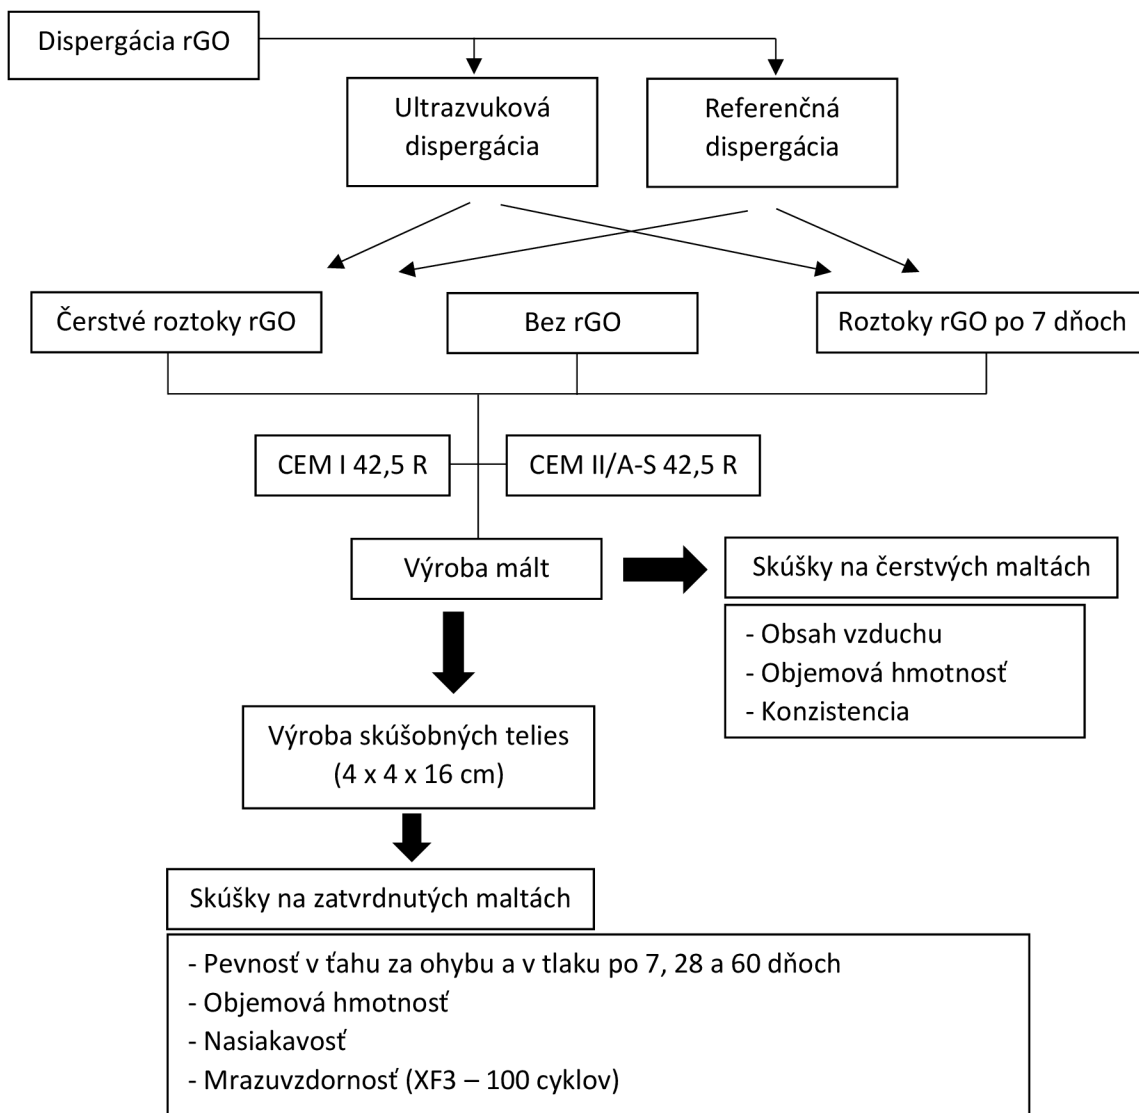 Dispergácia rGO
Ultrazvuková
dispergácia
Referenčná
dispergácia
Čerstvé roztoky rGO
Bez rGO
Roztoky rGO po 7 dňoch
CEM I 42,5 R
CEM II/A-S 42,5 R
Výroba mált
Skúšky na čerstvých maltách
- Obsah vzduchu
- Objemová hmotnosť
- Konzistencia
Výroba skúšobných telies
(4 x 4 x 16 cm)
Skúšky na zatvrdnutých maltách
- Pevnosť v ťahu za ohybu a v tlaku po 7, 28 a 60 dňoch
- Objemová hmotnosť
- Nasiakavosť
- Mrazuvzdornosť (XF3 – 100 cyklov)